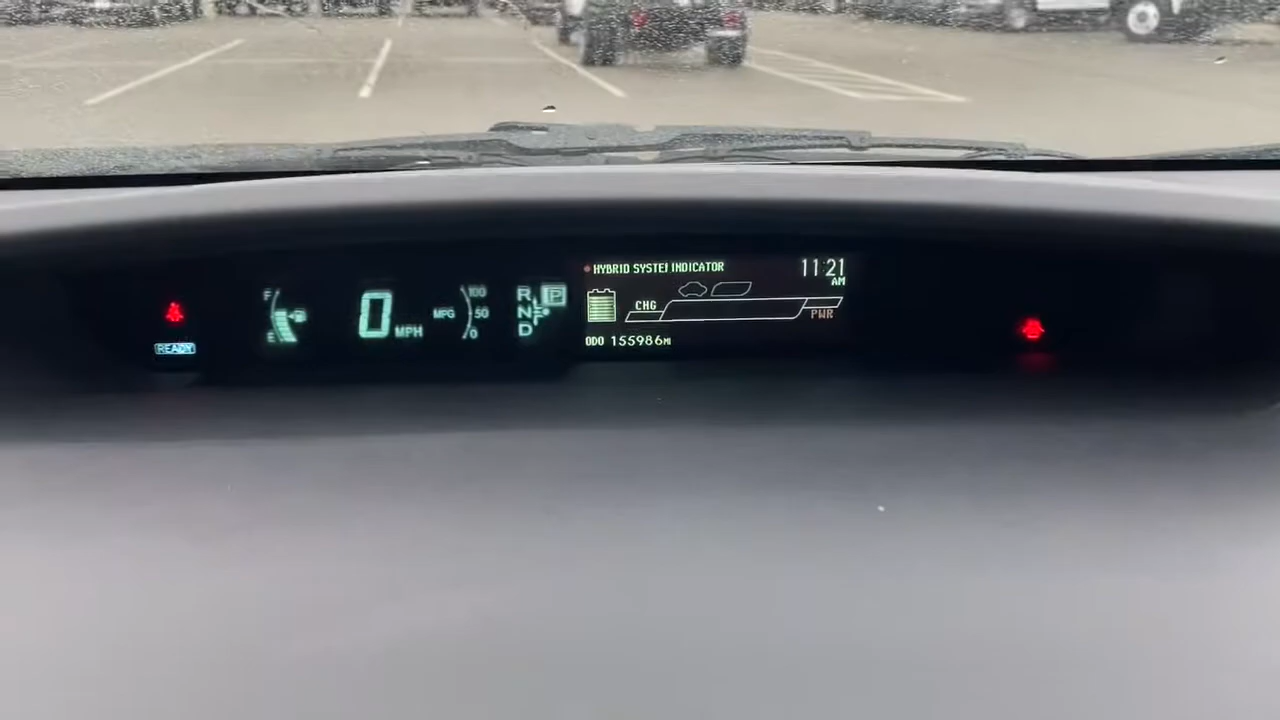 HYBRID SYSTEM INDICATOR
11:21
AM
F
E
0
MPH
MPG
100
50
0
R
N
D
P
CHG
PWR
ODO 155986MI
READY